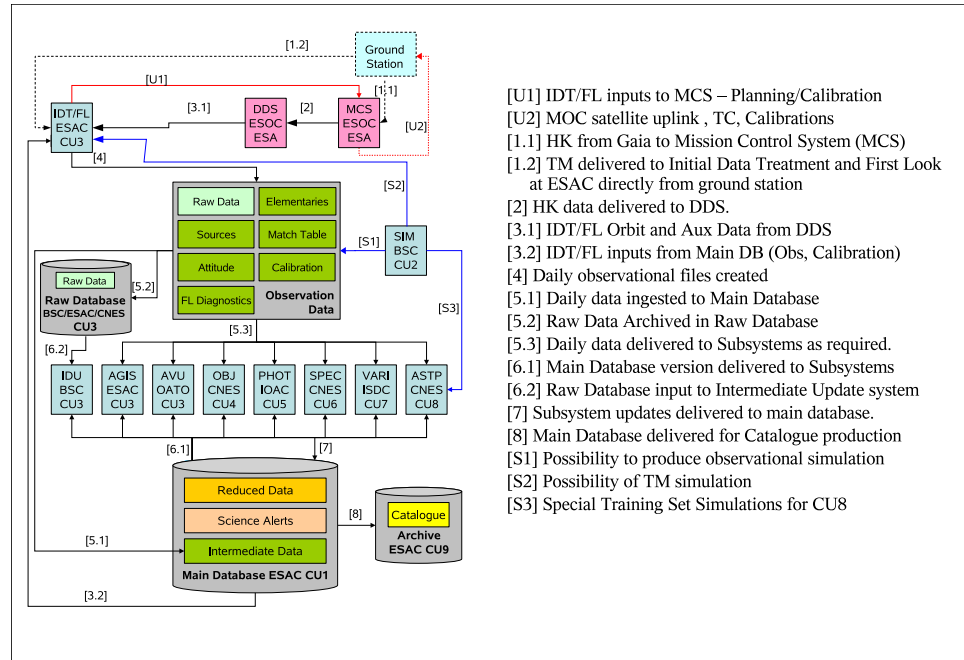 [1.2]
Ground
Station
[U1]
[1.1]
[3.1]
[2]
[U2]
IDT/FL
ESAC
CU3
DDS
ESOC
ESA
MCS
ESOC
ESA
[4]
[S2]
Raw Data
Elementaries
Sources
Match Table
Attitude
Calibration
FL Diagnostics
Observation
Data
[S1]
SIM
BSC
CU2
[S3]
Raw Data
Raw Database
BSC/ESAC/CNES
CU3
[5.2]
[5.3]
[6.2]
IDU
BSC
CU3
AGIS
ESAC
CU3
AVU
OATO
CU3
OBJ
CNES
CU4
PHOT
IOAC
CU5
SPEC
CNES
CU6
VARI
ISDC
CU7
ASTP
CNES
CU8
[6.1]
[7]
Reduced Data
Science Alerts
Intermediate Data
Main Database ESAC CU1
[8]
Catalogue
Archive
ESAC CU9
[5.1]
[3.2]
[U1] IDT/FL inputs to MCS – Planning/Calibration
[U2] MOC satellite uplink , TC, Calibrations
[1.1] HK from Gaia to Mission Control System (MCS)
[1.2] TM delivered to Initial Data Treatment and First Look
at ESAC directly from ground station
[2] HK data delivered to DDS.
[3.1] IDT/FL Orbit and Aux Data from DDS
[3.2] IDT/FL inputs from Main DB (Obs, Calibration)
[4] Daily observational files created
[5.1] Daily data ingested to Main Database
[5.2] Raw Data Archived in Raw Database
[5.3] Daily data delivered to Subsystems as required.
[6.1] Main Database version delivered to Subsystems
[6.2] Raw Database input to Intermediate Update system
[7] Subsystem updates delivered to main database.
[8] Main Database delivered for Catalogue production
[S1] Possibility to produce observational simulation
[S2] Possibility of TM simulation
[S3] Special Training Set Simulations for CU8